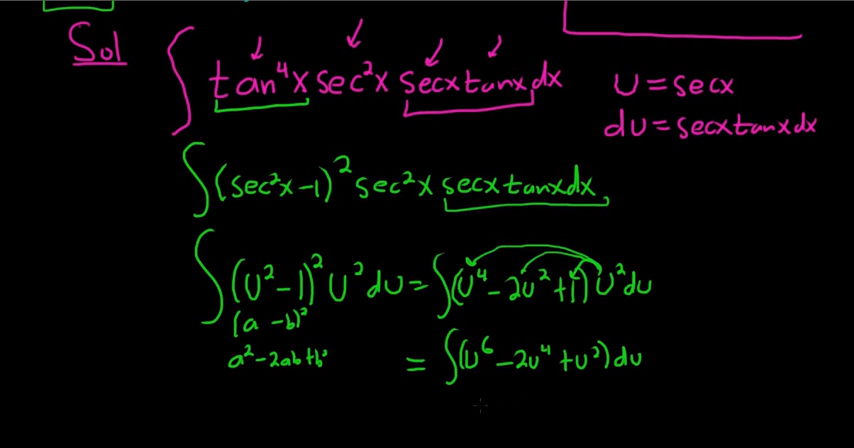 Sol ∫ tan⁴x sec²x secx tanx dx
u = secx
du = secx tanx dx
∫ (sec²x - 1)² sec²x secx tanx dx
∫ (u² - 1)² u² du = ∫ (u⁴ - 2u² + 1) u² du
(a - b)²
a² - 2ab + b² = ∫ (u⁶ - 2u⁴ + u²) du